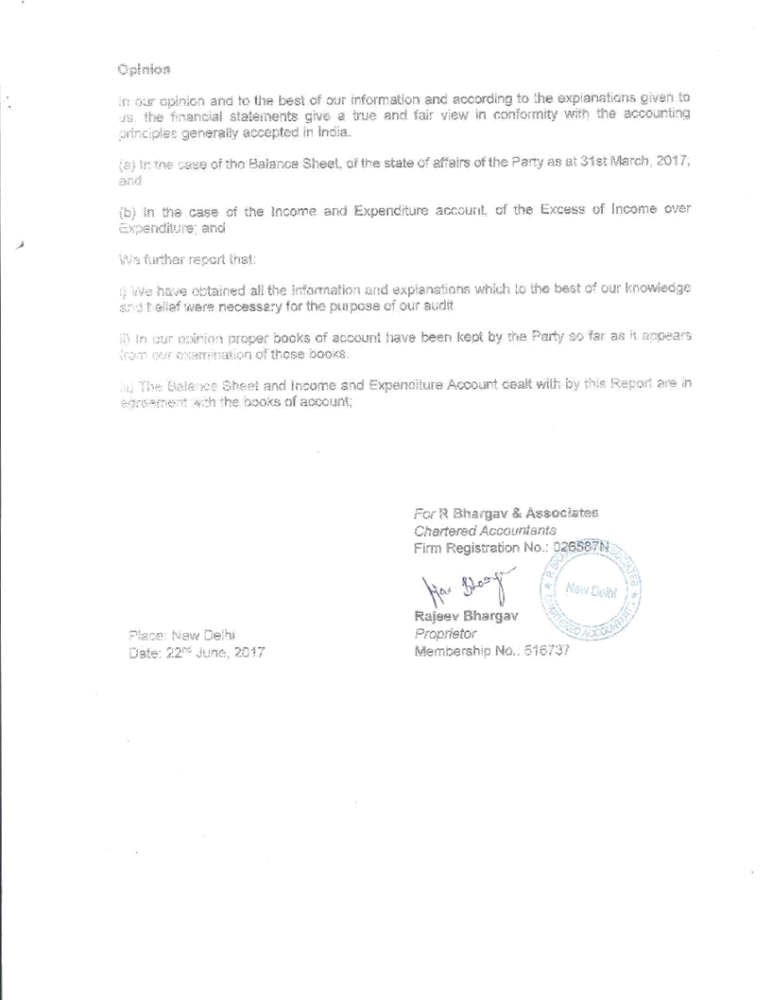 Opinion
In our opinion and to the best of our information and according to the explanations given to
us, the financial statements give a true and fair view in conformity with the accounting
principles generally accepted in India.
(a) In the case of the Balance Sheet, of the state of affairs of the Party as at 31st March, 2017;
and
(b) In the case of the Income and Expenditure account, of the Excess of Income over
Expenditure; and
We further report that:
i) We have obtained all the information and explanations which to the best of our knowledge
and belief were necessary for the purpose of our audit
ii) In our opinion proper books of account have been kept by the Party so far as it appears
from our examination of those books.
iii) The Balance Sheet and Income and Expenditure Account dealt with by this Report are in
agreement with the books of account;
For R Bhargav & Associates
Chartered Accountants
Firm Registration No.: 026587N
New Delhi
CHARTERED ACCOUNTANT
Rajeev Bhargav
Proprietor
Membership No.: 516737
Place: New Delhi
Date: 22nd June, 2017